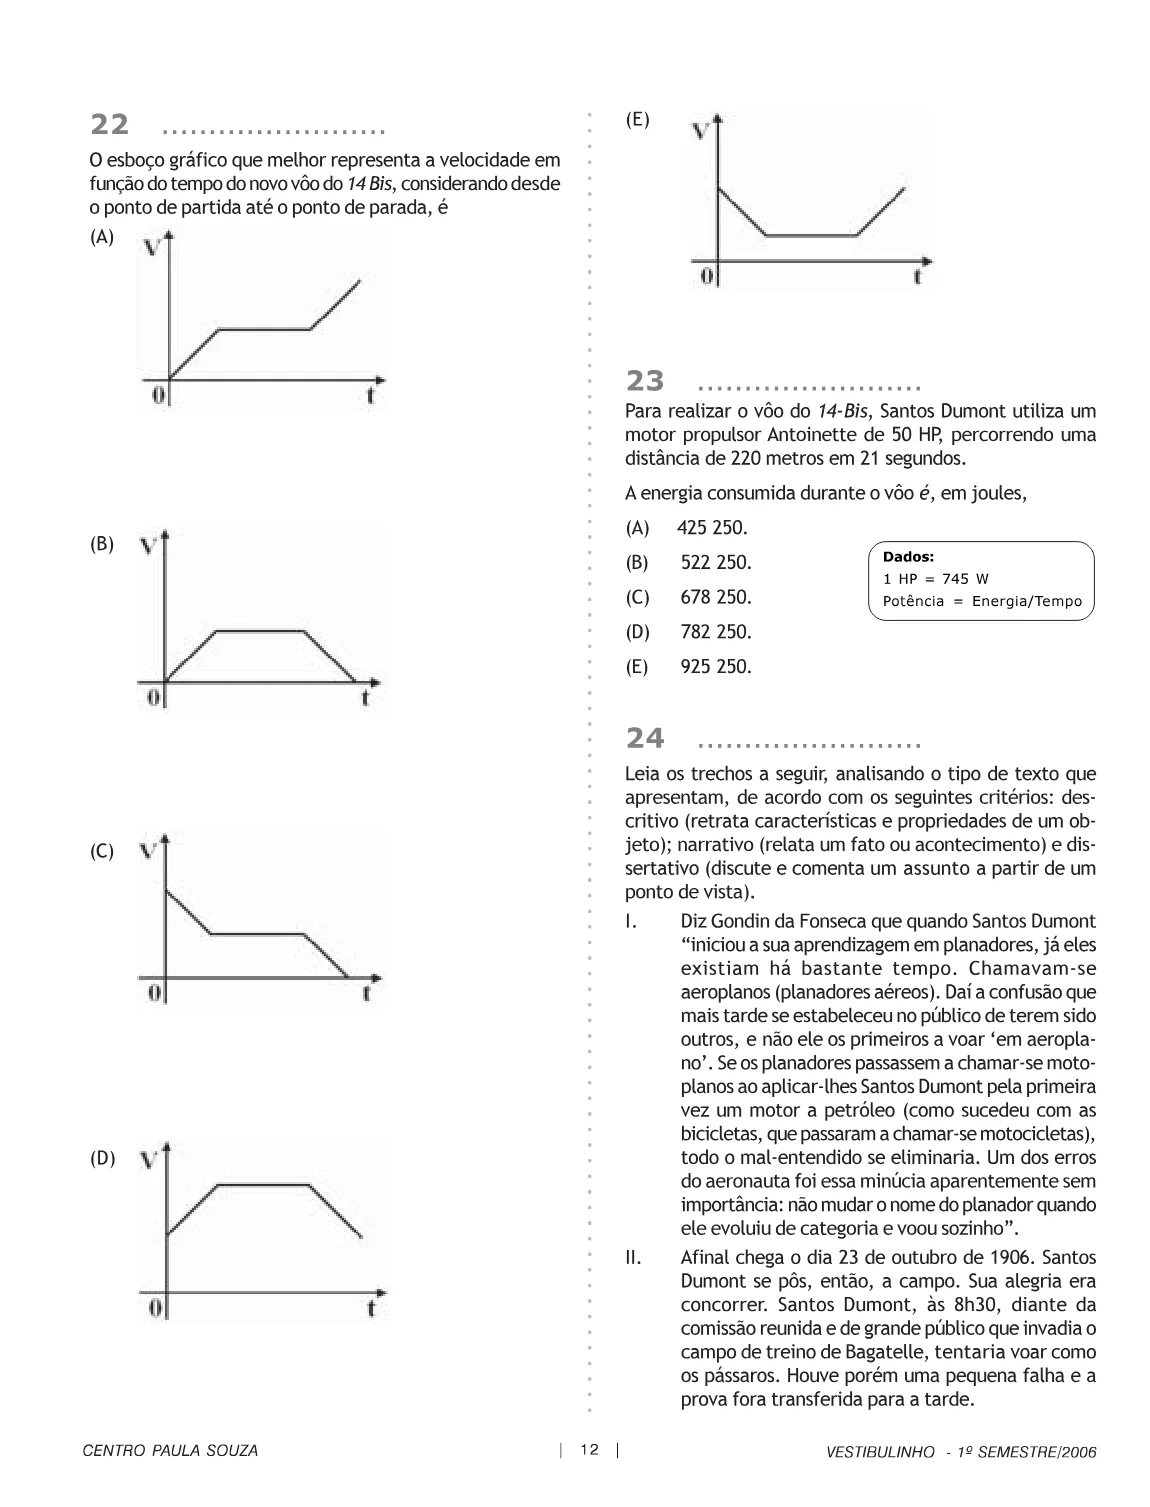 22 ........................
O esboço gráfico que melhor representa a velocidade em
função do tempo do novo vôo do 14 Bis, considerando desde
o ponto de partida até o ponto de parada, é
(A)
V
0
t
(B)
V
0
t
(C)
V
0
t
(D)
V
0
t
(E)
V
0
t
23 ........................
Para realizar o vôo do 14-Bis, Santos Dumont utiliza um
motor propulsor Antoinette de 50 HP, percorrendo uma
distância de 220 metros em 21 segundos.
A energia consumida durante o vôo é, em joules,
(A) 425 250.
(B) 522 250.
(C) 678 250.
(D) 782 250.
(E) 925 250.
Dados:
1 HP = 745 W
Potência = Energia/Tempo
24 ........................
Leia os trechos a seguir, analisando o tipo de texto que
apresentam, de acordo com os seguintes critérios: des-
critivo (retrata características e propriedades de um ob-
jeto); narrativo (relata um fato ou acontecimento) e dis-
sertativo (discute e comenta um assunto a partir de um
ponto de vista).
I. Diz Gondin da Fonseca que quando Santos Dumont
“iniciou a sua aprendizagem em planadores, já eles
existiam há bastante tempo. Chamavam-se
aeroplanos (planadores aéreos). Daí a confusão que
mais tarde se estabeleceu no público de terem sido
outros, e não ele os primeiros a voar ‘em aeropla-
no’. Se os planadores passassem a chamar-se moto-
planos ao aplicar-lhes Santos Dumont pela primeira
vez um motor a petróleo (como sucedeu com as
bicicletas, que passaram a chamar-se motocicletas),
todo o mal-entendido se eliminaria. Um dos erros
do aeronauta foi essa minúcia aparentemente sem
importância: não mudar o nome do planador quando
ele evoluiu de categoria e voou sozinho”.
II. Afinal chega o dia 23 de outubro de 1906. Santos
Dumont se pôs, então, a campo. Sua alegria era
concorrer. Santos Dumont, às 8h30, diante da
comissão reunida e de grande público que invadia o
campo de treino de Bagatelle, tentaria voar como
os pássaros. Houve porém uma pequena falha e a
prova fora transferida para a tarde.
CENTRO PAULA SOUZA | 12 | VESTIBULINHO - 1º SEMESTRE/2006